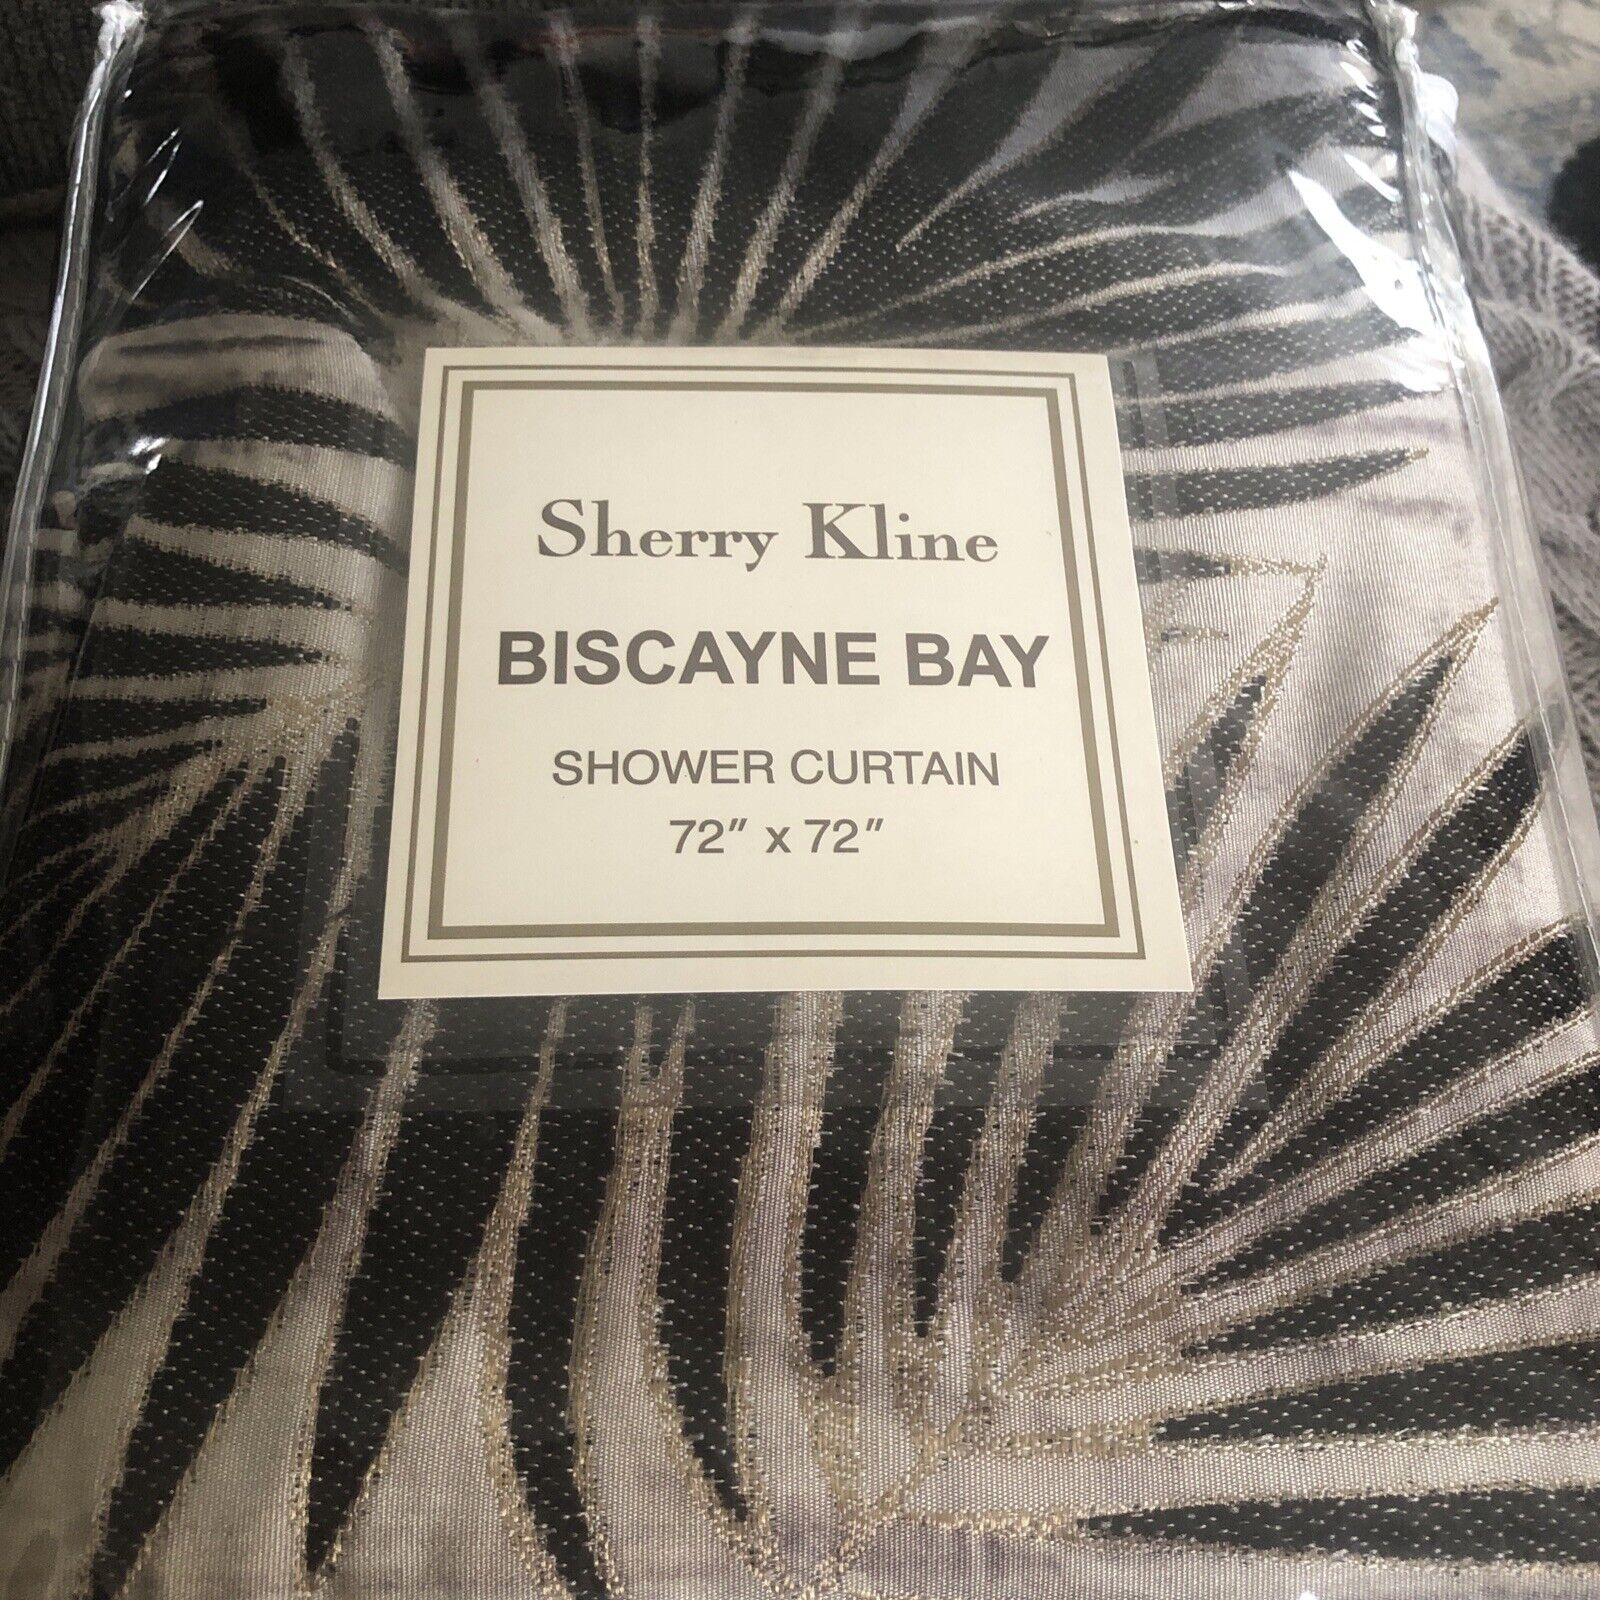 Sherry Kline
BISCAYNE BAY
SHOWER CURTAIN
72" x 72"